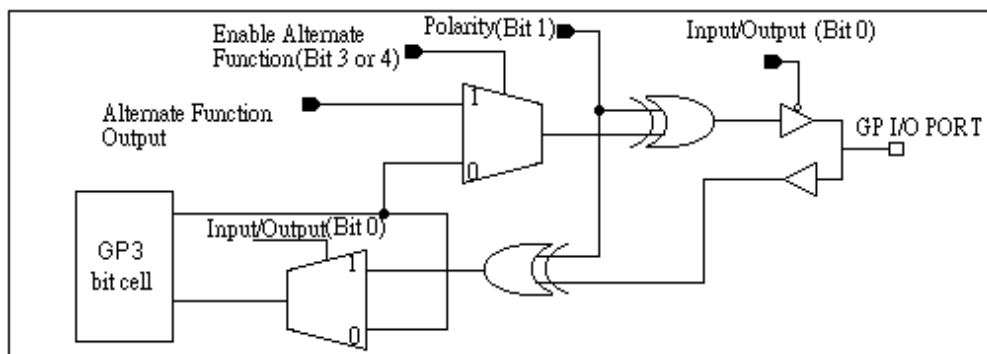 Polarity(Bit 1)
Input/Output (Bit 0)
Enable Alternate
Function(Bit 3 or 4)
1
Alternate Function
Output
GP I/O PORT
0
Input/Output(Bit 0)
GP3
bit cell
1
0